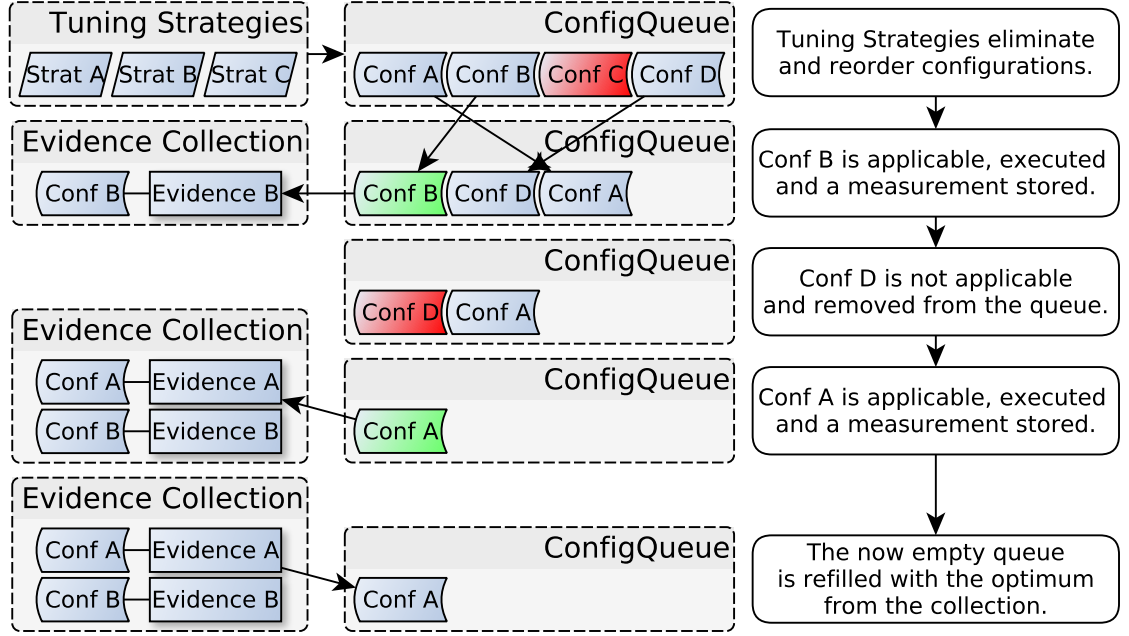 Tuning Strategies
Strat A Strat B Strat C
ConfigQueue
Conf A Conf B Conf C Conf D
Tuning Strategies eliminate
and reorder configurations.
Evidence Collection
Conf B Evidence B
ConfigQueue
Conf B Conf D Conf A
Conf B is applicable, executed
and a measurement stored.
ConfigQueue
Conf D Conf A
Conf D is not applicable
and removed from the queue.
Evidence Collection
Conf A Evidence A
Conf B Evidence B
ConfigQueue
Conf A
Conf A is applicable, executed
and a measurement stored.
Evidence Collection
Conf A Evidence A
Conf B Evidence B
ConfigQueue
Conf A
The now empty queue
is refilled with the optimum
from the collection.